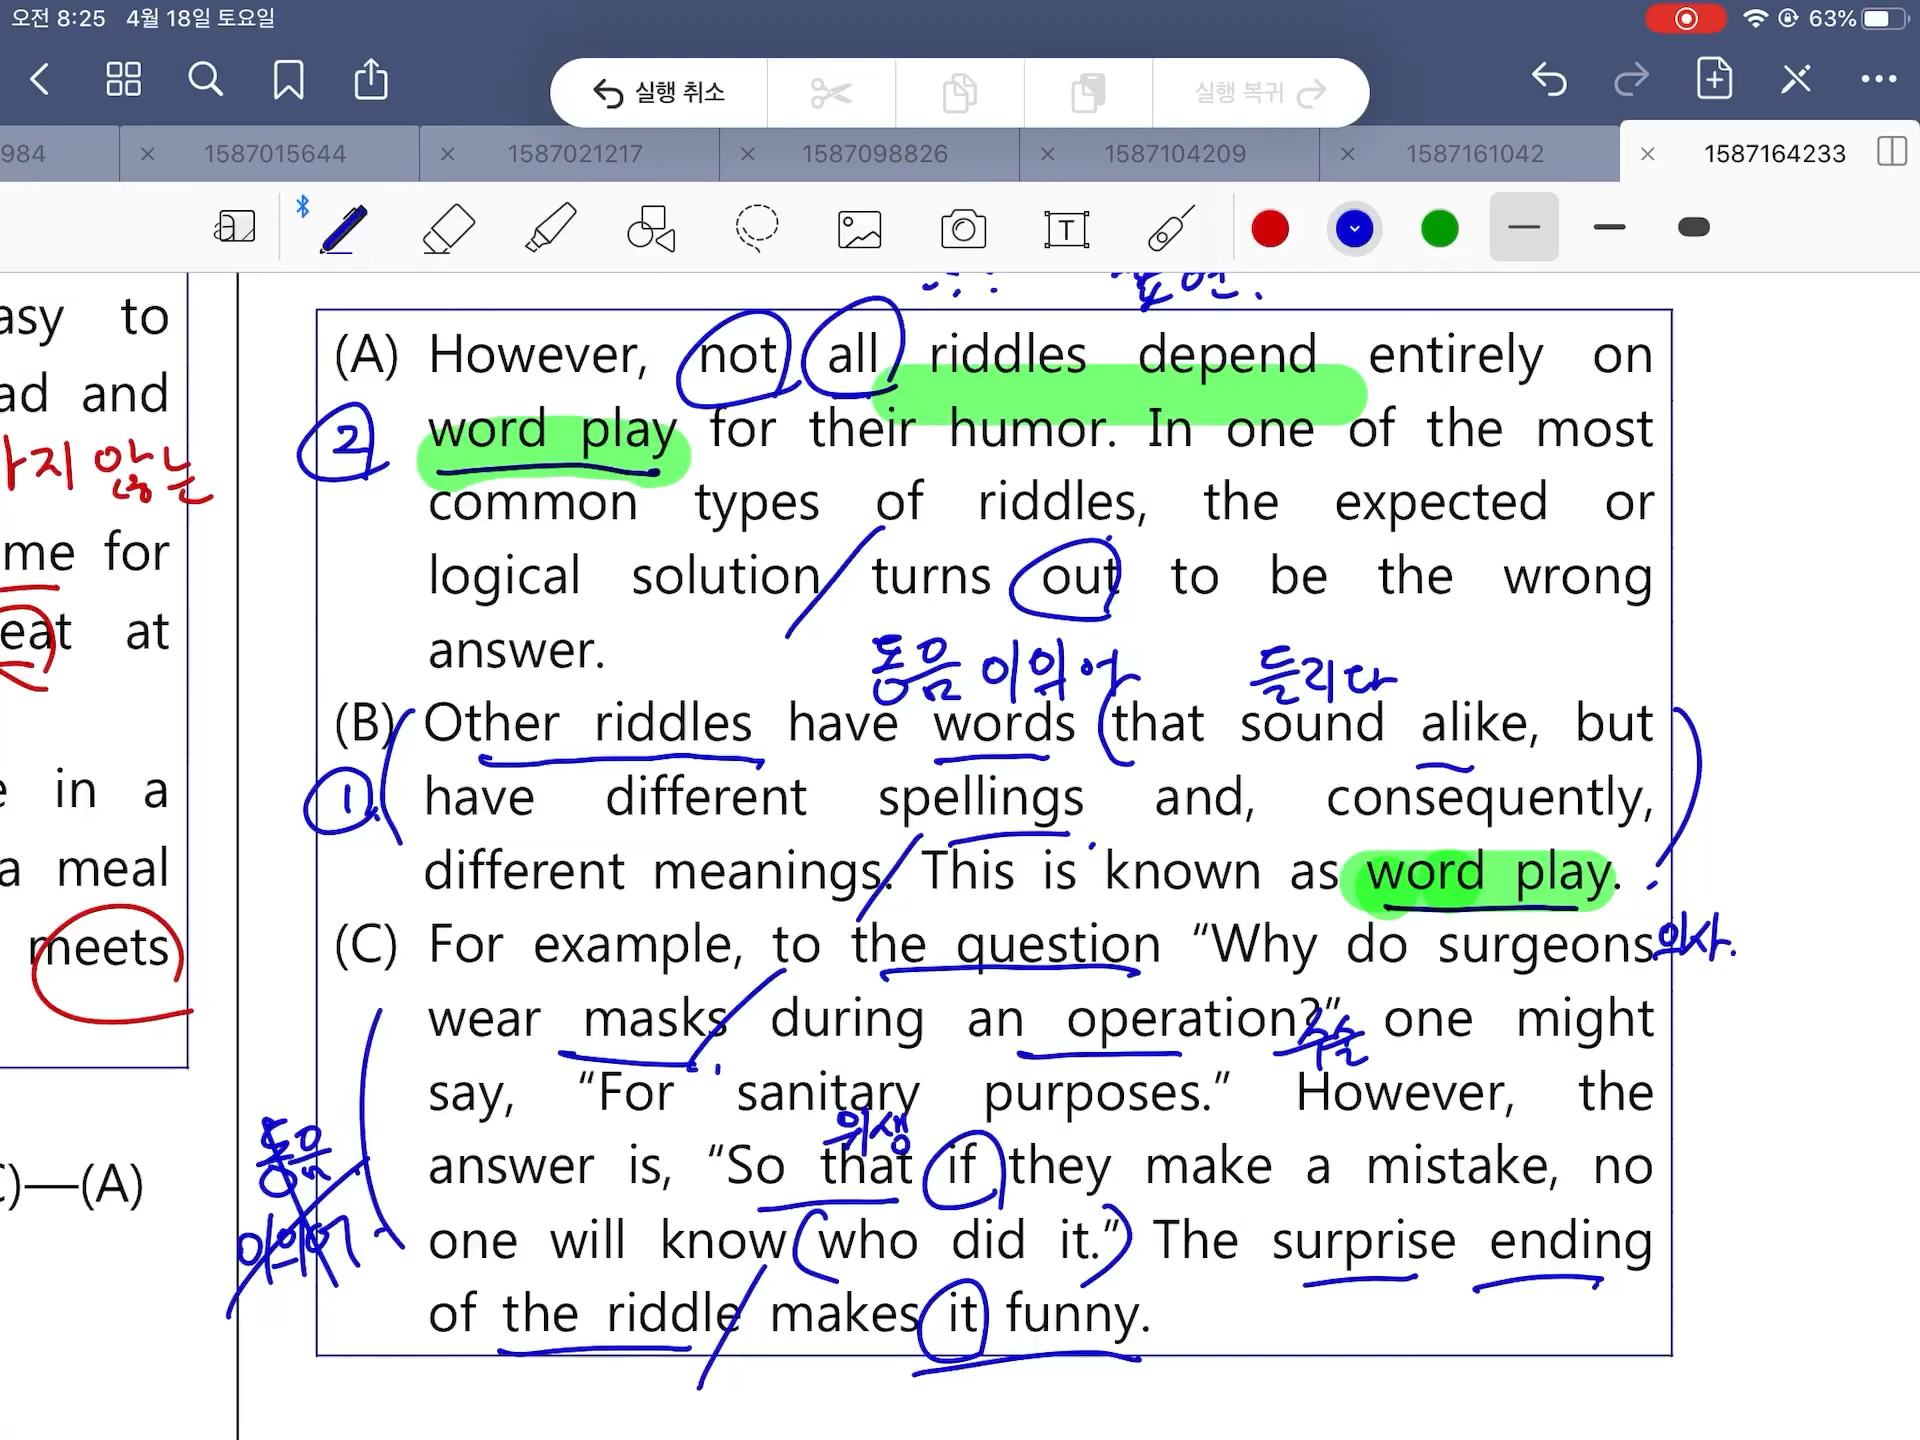 오전 8:25 4월 18일 토요일
63%
실행 취소
실행 복귀
984
1587015644
1587021217
1587098826
1587104209
1587161042
1587164233
asy to
ad and
가지 않는
me for
eat at
e in a
a meal
meets
C)—(A)
표현.
(A) However, not all riddles depend entirely on
2
word play for their humor. In one of the most
common types of riddles, the expected or
logical solution turns out to be the wrong
answer.
동음 이의어 들리다
(B) Other riddles have words (that sound alike, but
1.
have different spellings and, consequently,
different meanings. This is known as word play.
(C) For example, to the question “Why do surgeons
의사.
wear masks during an operation?” one might
수술
say, “For sanitary purposes.” However, the
위생
answer is, “So that if they make a mistake, no
동음
이의어
one will know (who did it.”) The surprise ending
of the riddle makes it funny.